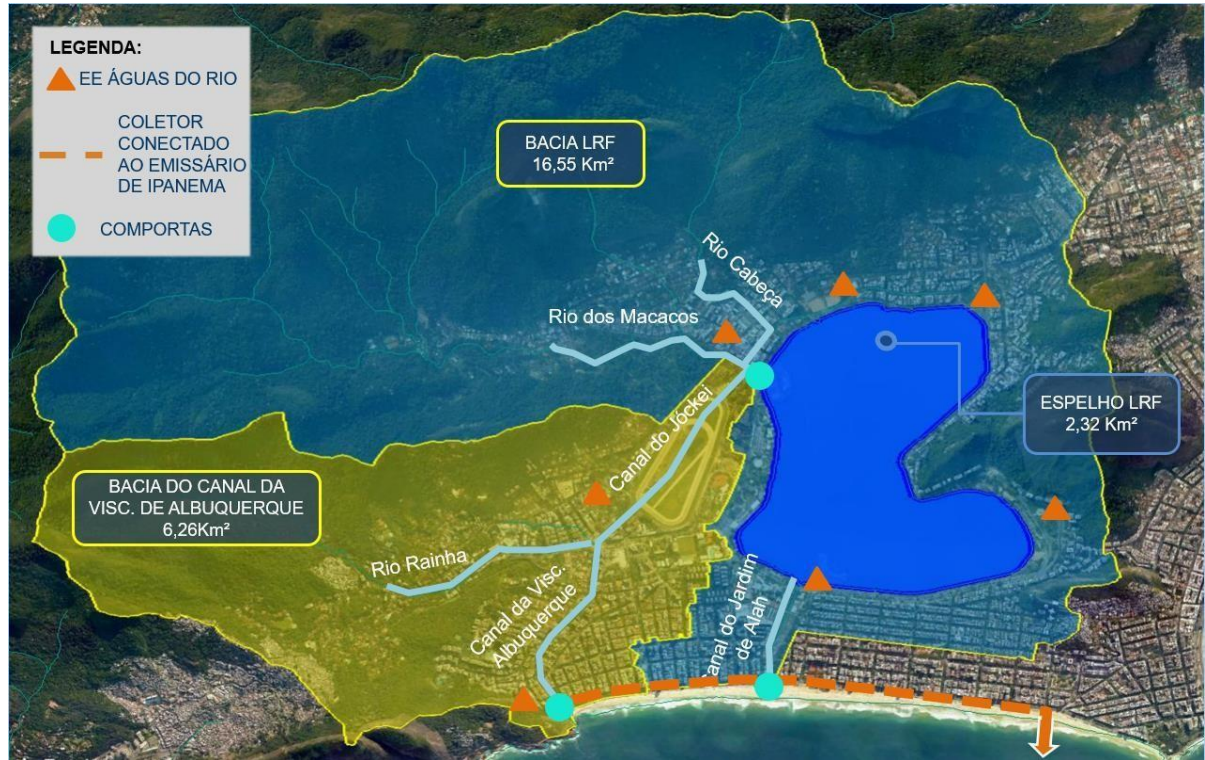 LEGENDA:
EE ÁGUAS DO RIO
COLETOR
CONECTADO
AO EMISSÁRIO
DE IPANEMA
COMPORTAS
BACIA LRF
16,55 Km²
Rio Cabeça
Rio dos Macacos
Canal do Jóckei
ESPELHO LRF
2,32 Km²
BACIA DO CANAL DA
VISC. DE ALBUQUERQUE
6,26Km²
Rio Rainha
Canal da Visc.
Albuquerque
Canal do Jardim
de Alah